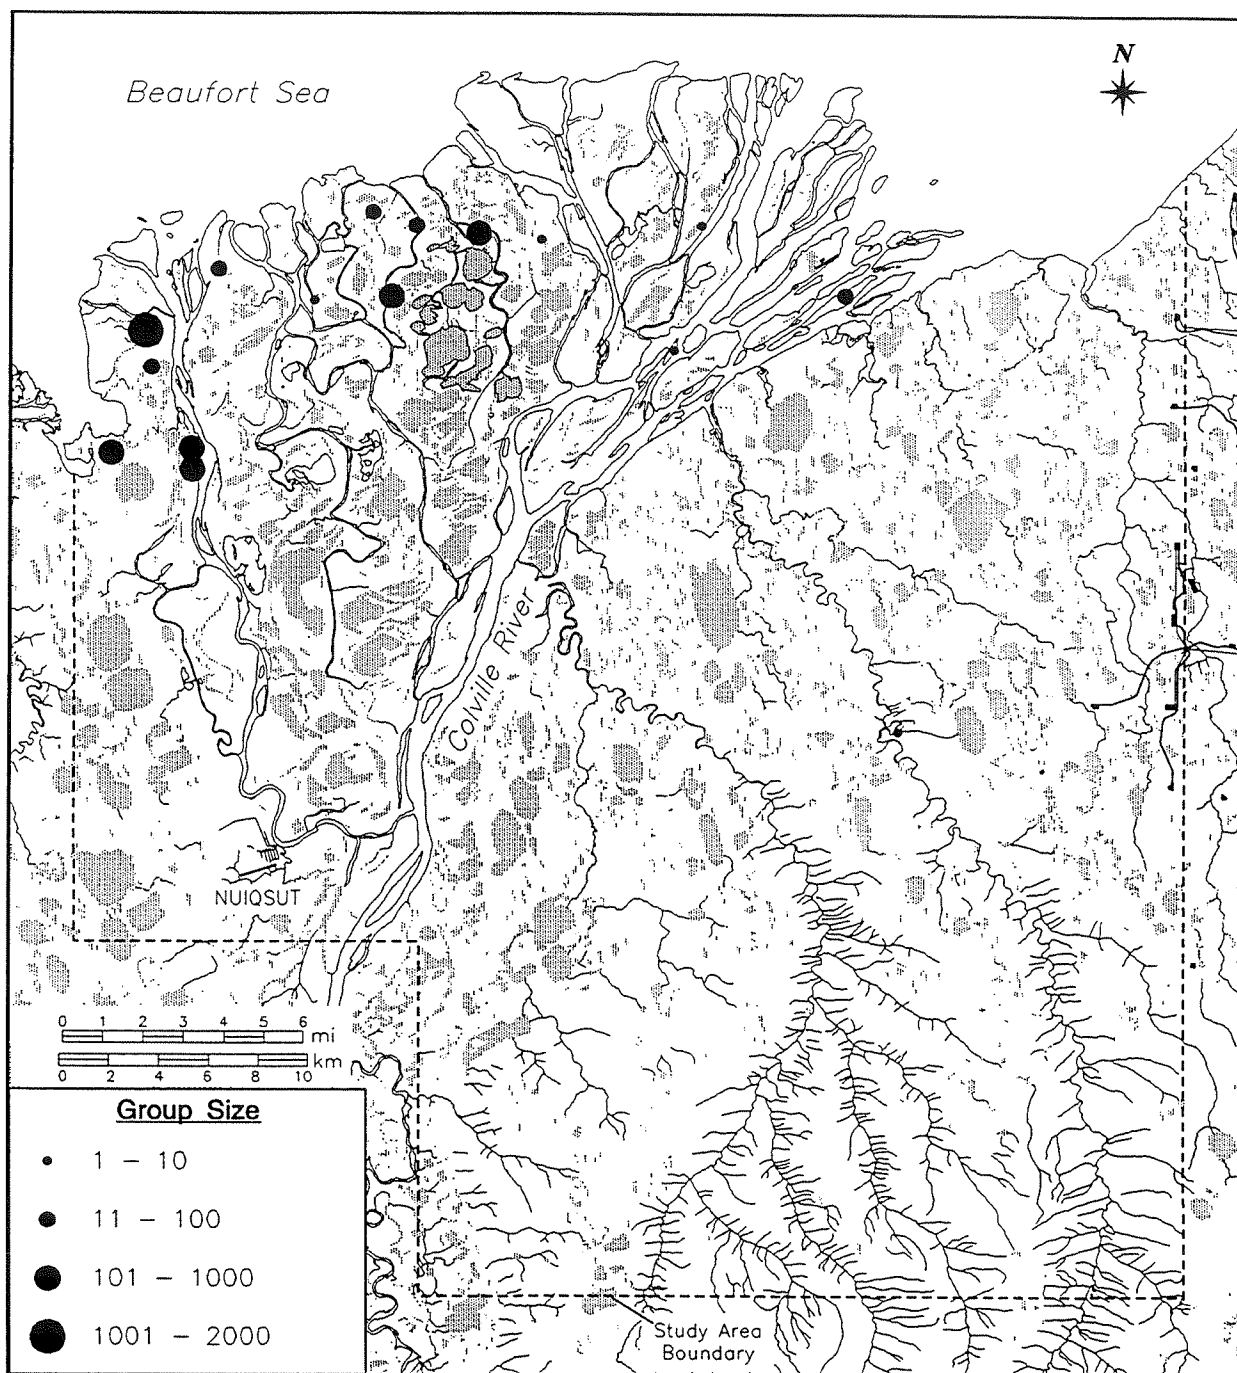 Beaufort Sea
N
Colville River
NUIQSUT
0 1 2 3 4 5 6 mi
km
0 2 4 6 8 10
Group Size
1 – 10
11 – 100
101 – 1000
1001 – 2000
Study Area
Boundary